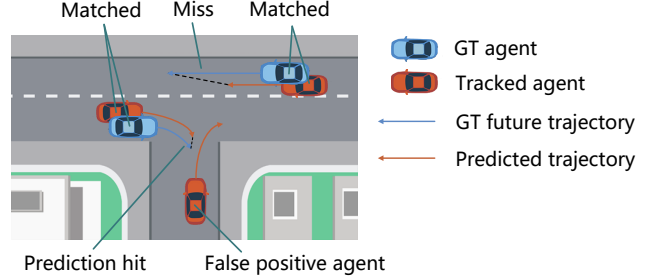 Matched
Miss
Matched
GT agent
Tracked agent
GT future trajectory
Predicted trajectory
Prediction hit
False positive agent